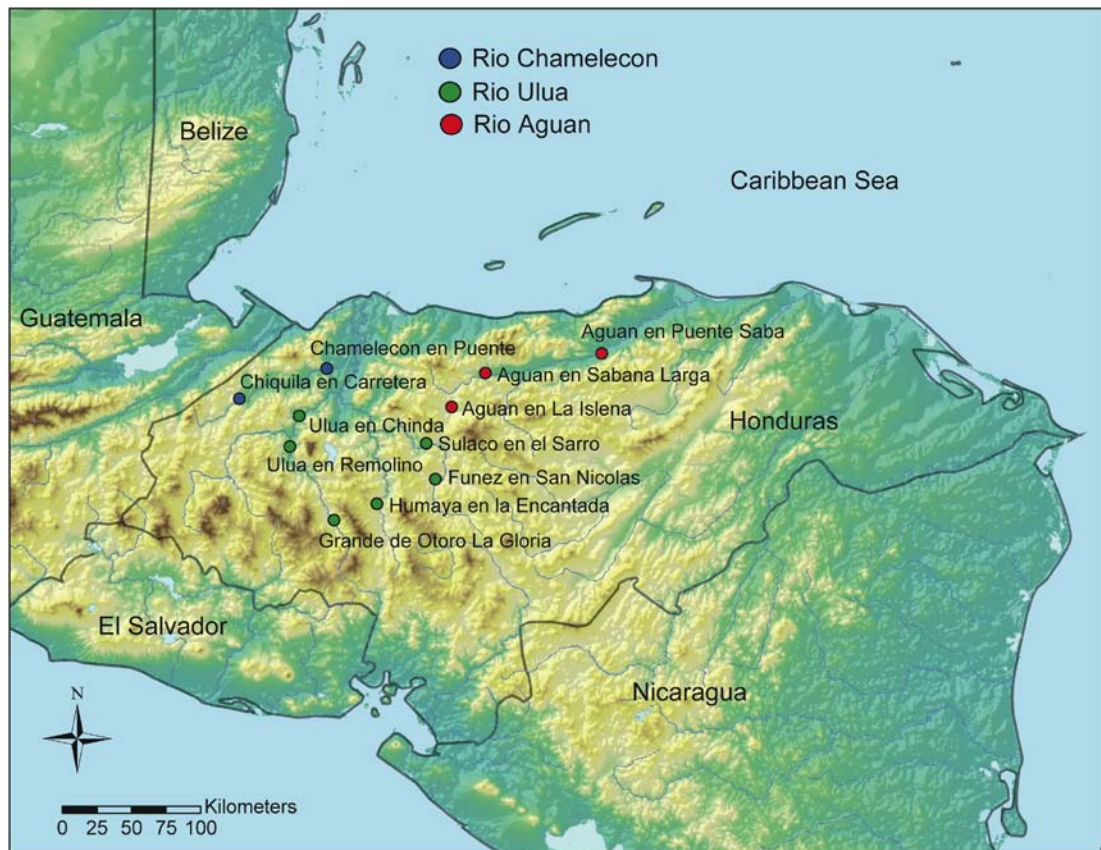 Rio Chamelecon
Rio Ulua
Rio Aguan
Belize
Caribbean Sea
Guatemala
Aguan en Puente Saba
Chamelecon en Puente
Aguan en Sabana Larga
Chiquila en Carretera
Aguan en La Islena
Honduras
Ulua en Chinda
Sulaco en el Sarro
Ulua en Remolino
Funez en San Nicolas
Humaya en la Encantada
Grande de Otoro La Gloria
El Salvador
Nicaragua
N
Kilometers
0 25 50 75 100